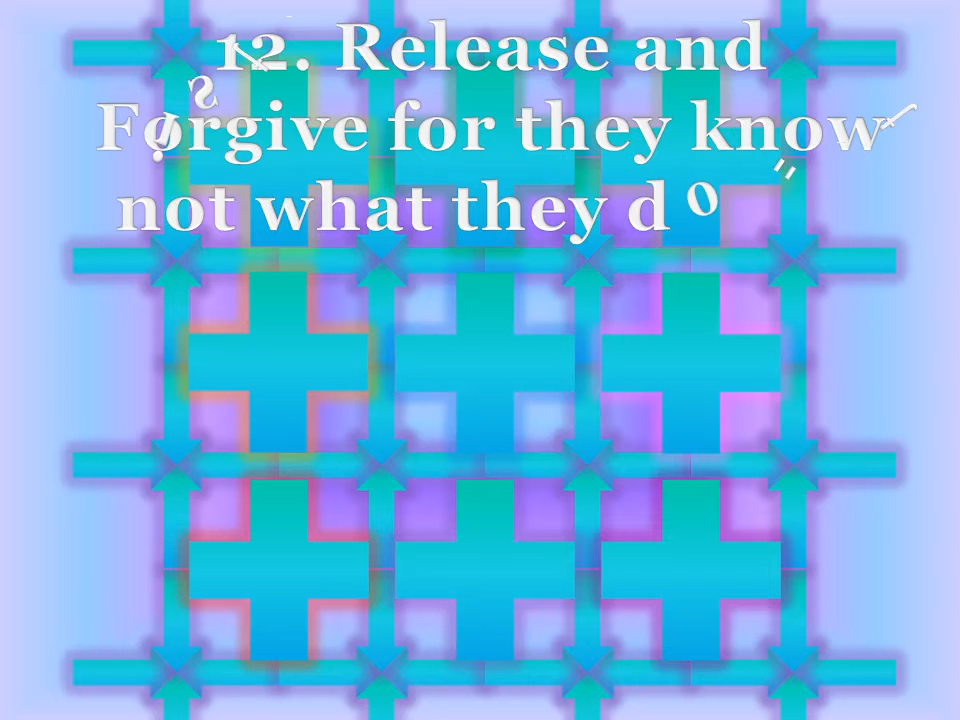 12. Release and
Forgive for they know
not what they do